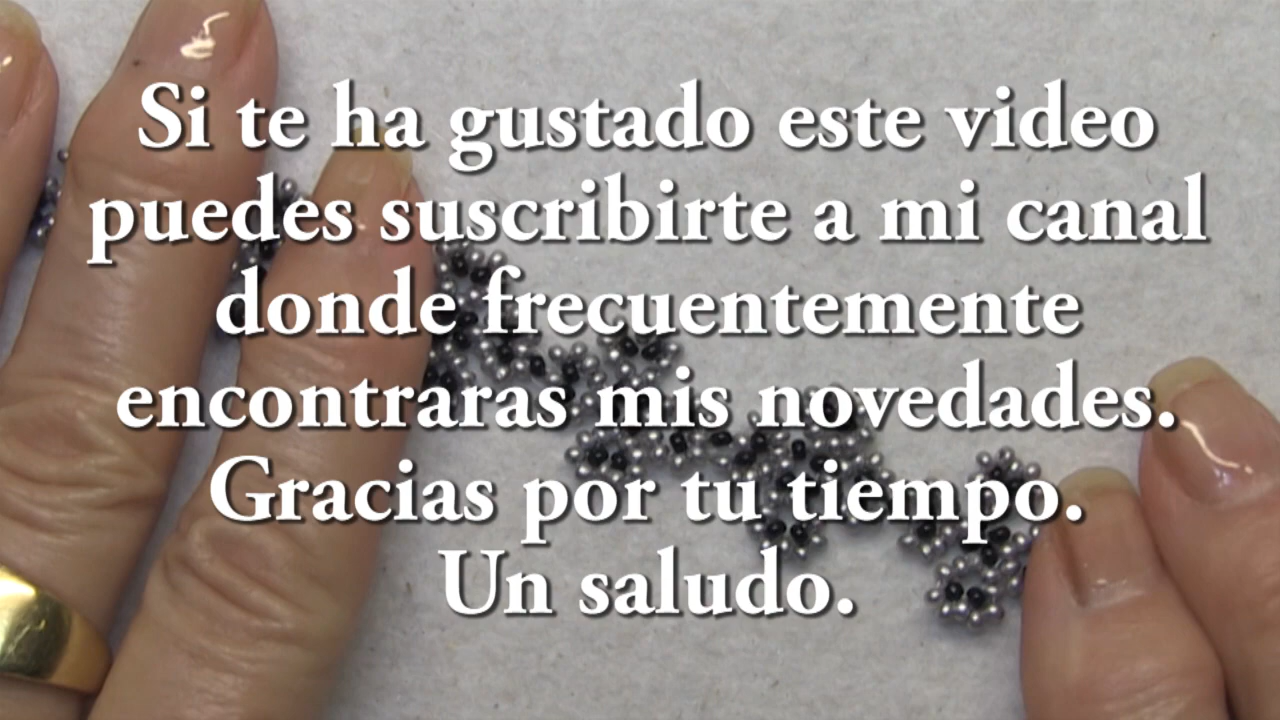 Si te ha gustado este video
puedes suscribirte a mi canal
donde frecuentemente
encontraras mis novedades.
Gracias por tu tiempo.
Un saludo.